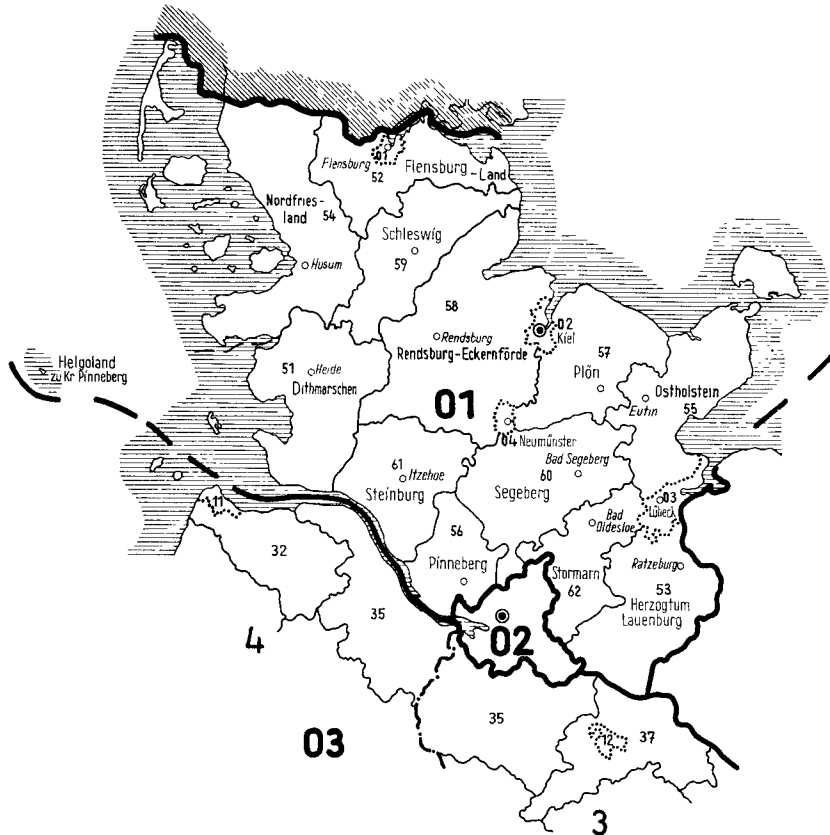 01
Flensburg
52
Flensburg-Land
Nordfries-
land
54
Schleswig
59
Husum
58
Rendsburg
Rendsburg-Eckernförde
02
Kiel
57
Plön
Ostholstein
Eutin
55
Helgoland
zu Kr Pinneberg
51
Heide
Dithmarschen
01
04
Neumünster
61
Itzehoe
Steinburg
Bad Segeberg
60
Segeberg
03
Lübeck
11
32
56
Pinneberg
Bad
Oldesloe
Stormarn
62
Ratzeburg
53
Herzogtum
Lauenburg
4
35
02
03
35
12
37
3